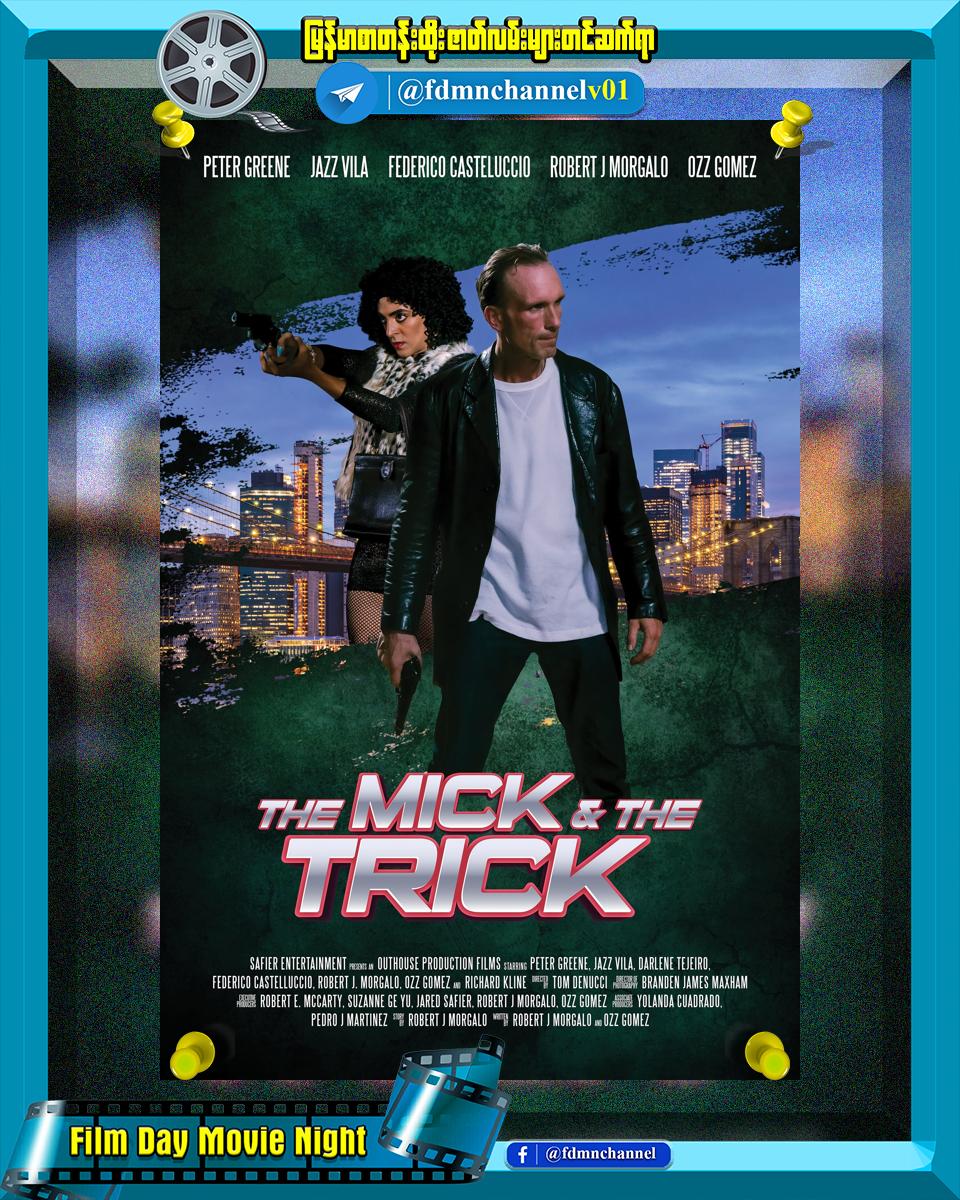 မြန်မာစာတန်းထိုးဇာတ်လမ်းများတင်ဆက်ရာ
@fdmnchannelv01
PETER GREENE JAZZ VILA FEDERICO CASTELUCCIO ROBERT J MORGALO OZZ GOMEZ
THE MICK & THE
TRICK
SAFIER ENTERTAINMENT PRESENTS AN OUTHOUSE PRODUCTION FILMS STARRING PETER GREENE, JAZZ VILA, DARLENE TEJEIRO,
FEDERICO CASTELLUCCIO, ROBERT J. MORGALO, OZZ GOMEZ AND RICHARD KLINE DIRECTED BY TOM DENUCCI DIRECTOR OF PHOTOGRAPHY BRANDEN JAMES MAXHAM
EXECUTIVE PRODUCERS ROBERT E. MCCARTY, SUZANNE GE YU, JARED SAFIER, ROBERT J MORGALO, OZZ GOMEZ ASSOCIATE PRODUCERS YOLANDA CUADRADO,
PEDRO J MARTINEZ STORY BY ROBERT J MORGALO WRITTEN BY ROBERT J MORGALO AND OZZ GOMEZ
Film Day Movie Night
@fdmnchannel